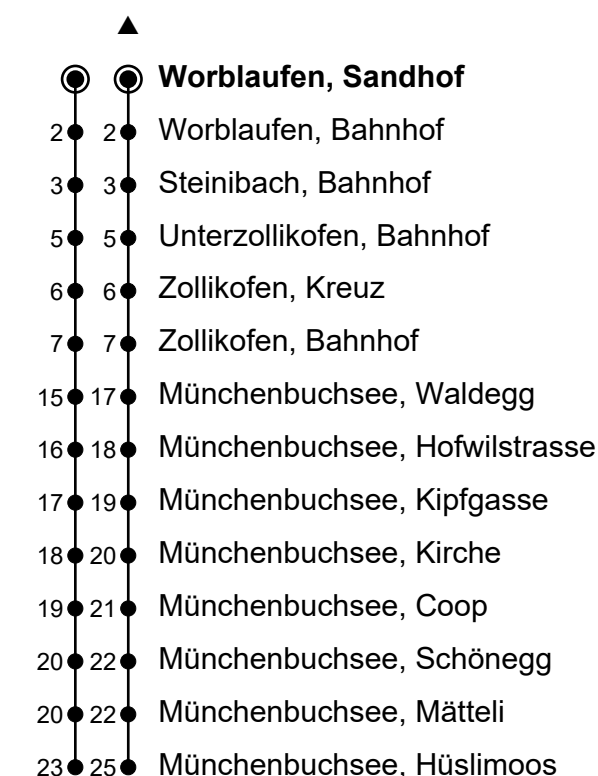 Worblaufen, Sandhof
2 2 Worblaufen, Bahnhof
3 3 Steinibach, Bahnhof
5 5 Unterzollikofen, Bahnhof
6 6 Zollikofen, Kreuz
7 7 Zollikofen, Bahnhof
15 17 Münchenbuchsee, Waldegg
16 18 Münchenbuchsee, Hofwilstrasse
17 19 Münchenbuchsee, Kipfgasse
18 20 Münchenbuchsee, Kirche
19 21 Münchenbuchsee, Coop
20 22 Münchenbuchsee, Schönegg
20 22 Münchenbuchsee, Mätteli
23 25 Münchenbuchsee, Hüslimoos